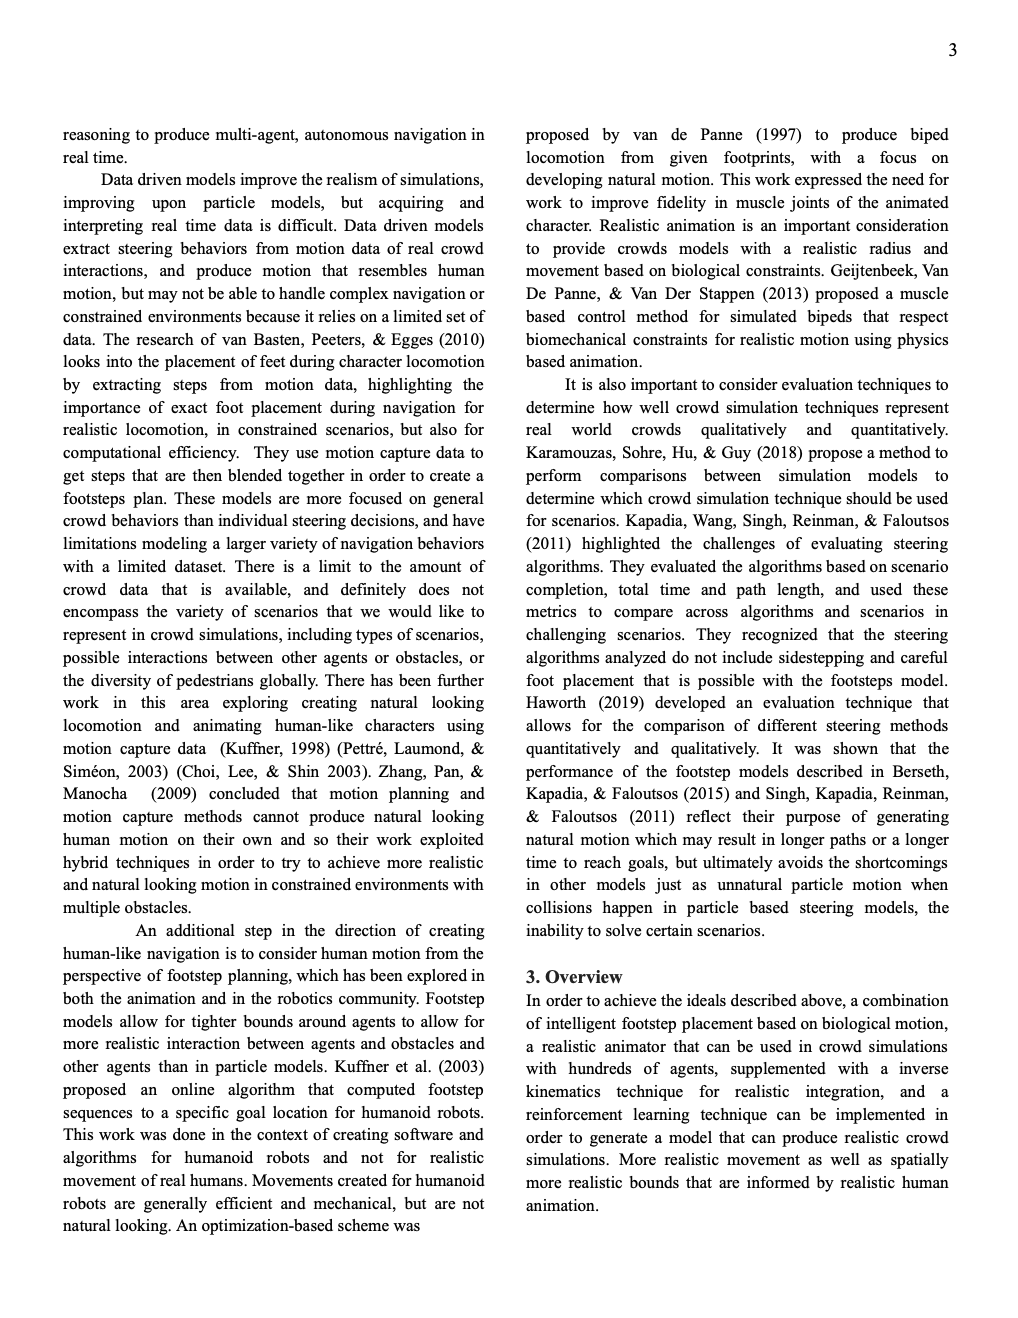 3
reasoning to produce multi-agent, autonomous navigation in
real time.
Data driven models improve the realism of simulations,
improving upon particle models, but acquiring and
interpreting real time data is difficult. Data driven models
extract steering behaviors from motion data of real crowd
interactions, and produce motion that resembles human
motion, but may not be able to handle complex navigation or
constrained environments because it relies on a limited set of
data. The research of van Basten, Peeters, & Egges (2010)
looks into the placement of feet during character locomotion
by extracting steps from motion data, highlighting the
importance of exact foot placement during navigation for
realistic locomotion, in constrained scenarios, but also for
computational efficiency. They use motion capture data to
get steps that are then blended together in order to create a
footsteps plan. These models are more focused on general
crowd behaviors than individual steering decisions, and have
limitations modeling a larger variety of navigation behaviors
with a limited dataset. There is a limit to the amount of
crowd data that is available, and definitely does not
encompass the variety of scenarios that we would like to
represent in crowd simulations, including types of scenarios,
possible interactions between other agents or obstacles, or
the diversity of pedestrians globally. There has been further
work in this area exploring creating natural looking
locomotion and animating human-like characters using
motion capture data (Kuffner, 1998) (Pettré, Laumond, &
Siméon, 2003) (Choi, Lee, & Shin 2003). Zhang, Pan, &
Manocha (2009) concluded that motion planning and
motion capture methods cannot produce natural looking
human motion on their own and so their work exploited
hybrid techniques in order to try to achieve more realistic
and natural looking motion in constrained environments with
multiple obstacles.
An additional step in the direction of creating
human-like navigation is to consider human motion from the
perspective of footstep planning, which has been explored in
both the animation and in the robotics community. Footstep
models allow for tighter bounds around agents to allow for
more realistic interaction between agents and obstacles and
other agents than in particle models. Kuffner et al. (2003)
proposed an online algorithm that computed footstep
sequences to a specific goal location for humanoid robots.
This work was done in the context of creating software and
algorithms for humanoid robots and not for realistic
movement of real humans. Movements created for humanoid
robots are generally efficient and mechanical, but are not
natural looking. An optimization-based scheme was
proposed by van de Panne (1997) to produce biped
locomotion from given footprints, with a focus on
developing natural motion. This work expressed the need for
work to improve fidelity in muscle joints of the animated
character. Realistic animation is an important consideration
to provide crowds models with a realistic radius and
movement based on biological constraints. Geijtenbeek, Van
De Panne, & Van Der Stappen (2013) proposed a muscle
based control method for simulated bipeds that respect
biomechanical constraints for realistic motion using physics
based animation.
It is also important to consider evaluation techniques to
determine how well crowd simulation techniques represent
real world crowds qualitatively and quantitatively.
Karamouzas, Sohre, Hu, & Guy (2018) propose a method to
perform comparisons between simulation models to
determine which crowd simulation technique should be used
for scenarios. Kapadia, Wang, Singh, Reinman, & Faloutsos
(2011) highlighted the challenges of evaluating steering
algorithms. They evaluated the algorithms based on scenario
completion, total time and path length, and used these
metrics to compare across algorithms and scenarios in
challenging scenarios. They recognized that the steering
algorithms analyzed do not include sidestepping and careful
foot placement that is possible with the footsteps model.
Haworth (2019) developed an evaluation technique that
allows for the comparison of different steering methods
quantitatively and qualitatively. It was shown that the
performance of the footstep models described in Berseth,
Kapadia, & Faloutsos (2015) and Singh, Kapadia, Reinman,
& Faloutsos (2011) reflect their purpose of generating
natural motion which may result in longer paths or a longer
time to reach goals, but ultimately avoids the shortcomings
in other models just as unnatural particle motion when
collisions happen in particle based steering models, the
inability to solve certain scenarios.
3. Overview
In order to achieve the ideals described above, a combination
of intelligent footstep placement based on biological motion,
a realistic animator that can be used in crowd simulations
with hundreds of agents, supplemented with a inverse
kinematics technique for realistic integration, and a
reinforcement learning technique can be implemented in
order to generate a model that can produce realistic crowd
simulations. More realistic movement as well as spatially
more realistic bounds that are informed by realistic human
animation.